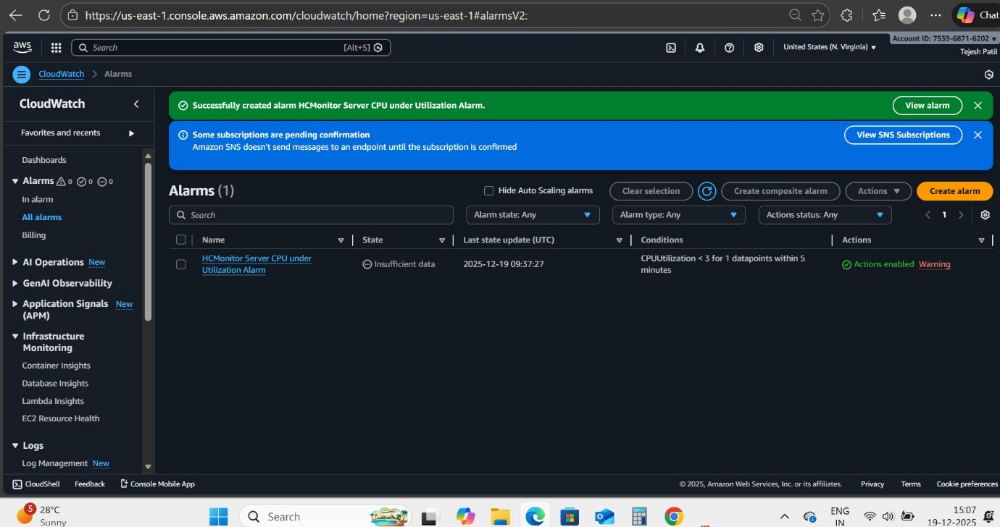 https://us-east-1.console.aws.amazon.com/cloudwatch/home?region=us-east-1#alarmsV2:
Chat
aws
Search
[Alt+S]
United States (N. Virginia)
Account ID: 7539-6871-6202
Tejesh Patil
CloudWatch
Alarms
CloudWatch
Favorites and recents
Dashboards
Alarms 0 0 0
In alarm
All alarms
Billing
AI Operations New
GenAI Observability
Application Signals New
(APM)
Infrastructure
Monitoring
Container Insights
Database Insights
Lambda Insights
EC2 Resource Health
Logs
Log Management New
Successfully created alarm HCMonitor Server CPU under Utilization Alarm.
View alarm
Some subscriptions are pending confirmation
Amazon SNS doesn't send messages to an endpoint until the subscription is confirmed
View SNS Subscriptions
Alarms (1)
Hide Auto Scaling alarms
Clear selection
Create composite alarm
Actions
Create alarm
Search
Alarm state: Any
Alarm type: Any
Actions status: Any
1
Name
State
Last state update (UTC)
Conditions
Actions
HCMonitor Server CPU under
Utilization Alarm
Insufficient data
2025-12-19 09:37:27
CPUUtilization < 3 for 1 datapoints within 5
minutes
Actions enabled Warning
CloudShell
Feedback
Console Mobile App
© 2025, Amazon Web Services, Inc. or its affiliates.
Privacy
Terms
Cookie preferences
5
28°C
Sunny
Search
ENG
IN
15:07
19-12-2025